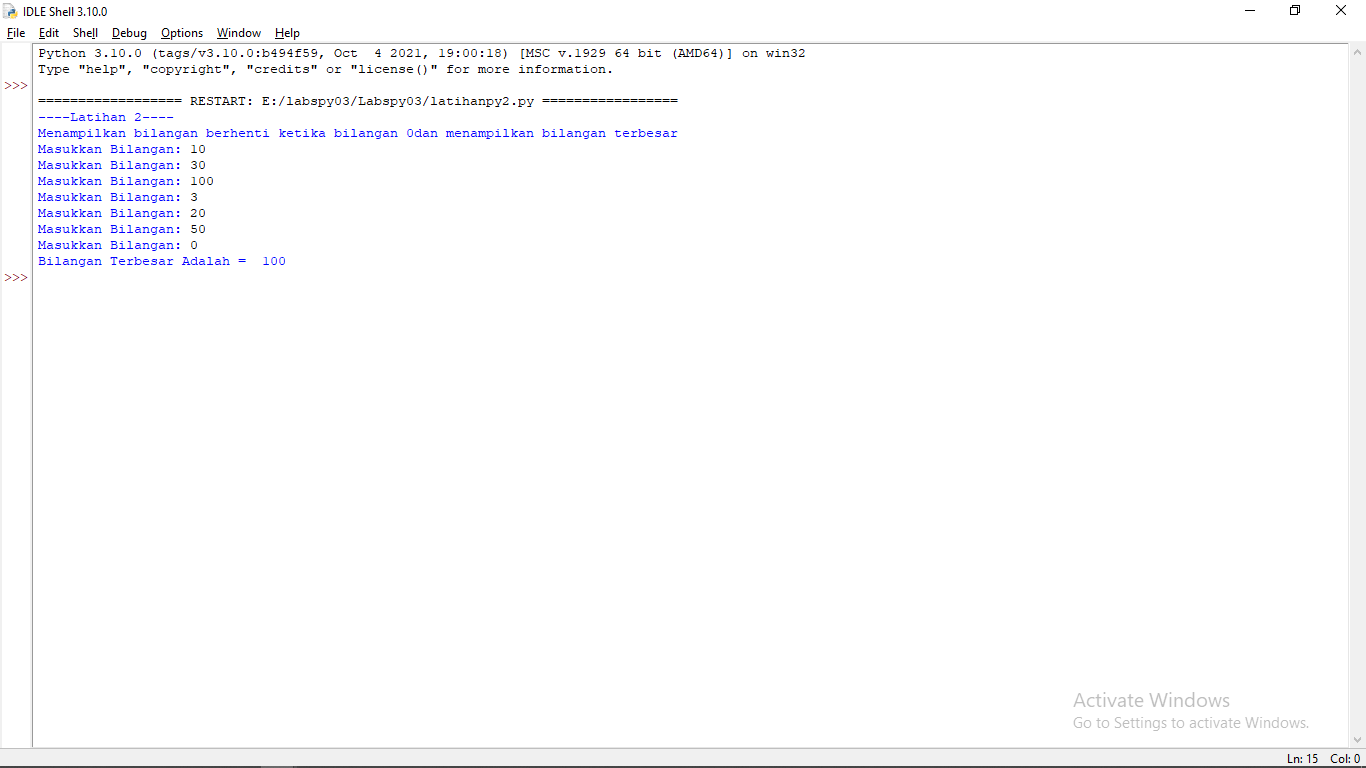 IDLE Shell 3.10.0
File Edit Shell Debug Options Window Help
Python 3.10.0 (tags/v3.10.0:b494f59, Oct  4 2021, 19:00:18) [MSC v.1929 64 bit (AMD64)] on win32
Type "help", "copyright", "credits" or "license()" for more information.
>>>
================== RESTART: E:/labspy03/Labspy03/latihanpy2.py =================
----Latihan 2----
Menampilkan bilangan berhenti ketika bilangan 0dan menampilkan bilangan terbesar
Masukkan Bilangan: 10
Masukkan Bilangan: 30
Masukkan Bilangan: 100
Masukkan Bilangan: 3
Masukkan Bilangan: 20
Masukkan Bilangan: 50
Masukkan Bilangan: 0
Bilangan Terbesar Adalah =  100
>>>
Activate Windows
Go to Settings to activate Windows.
Ln: 15 Col: 0